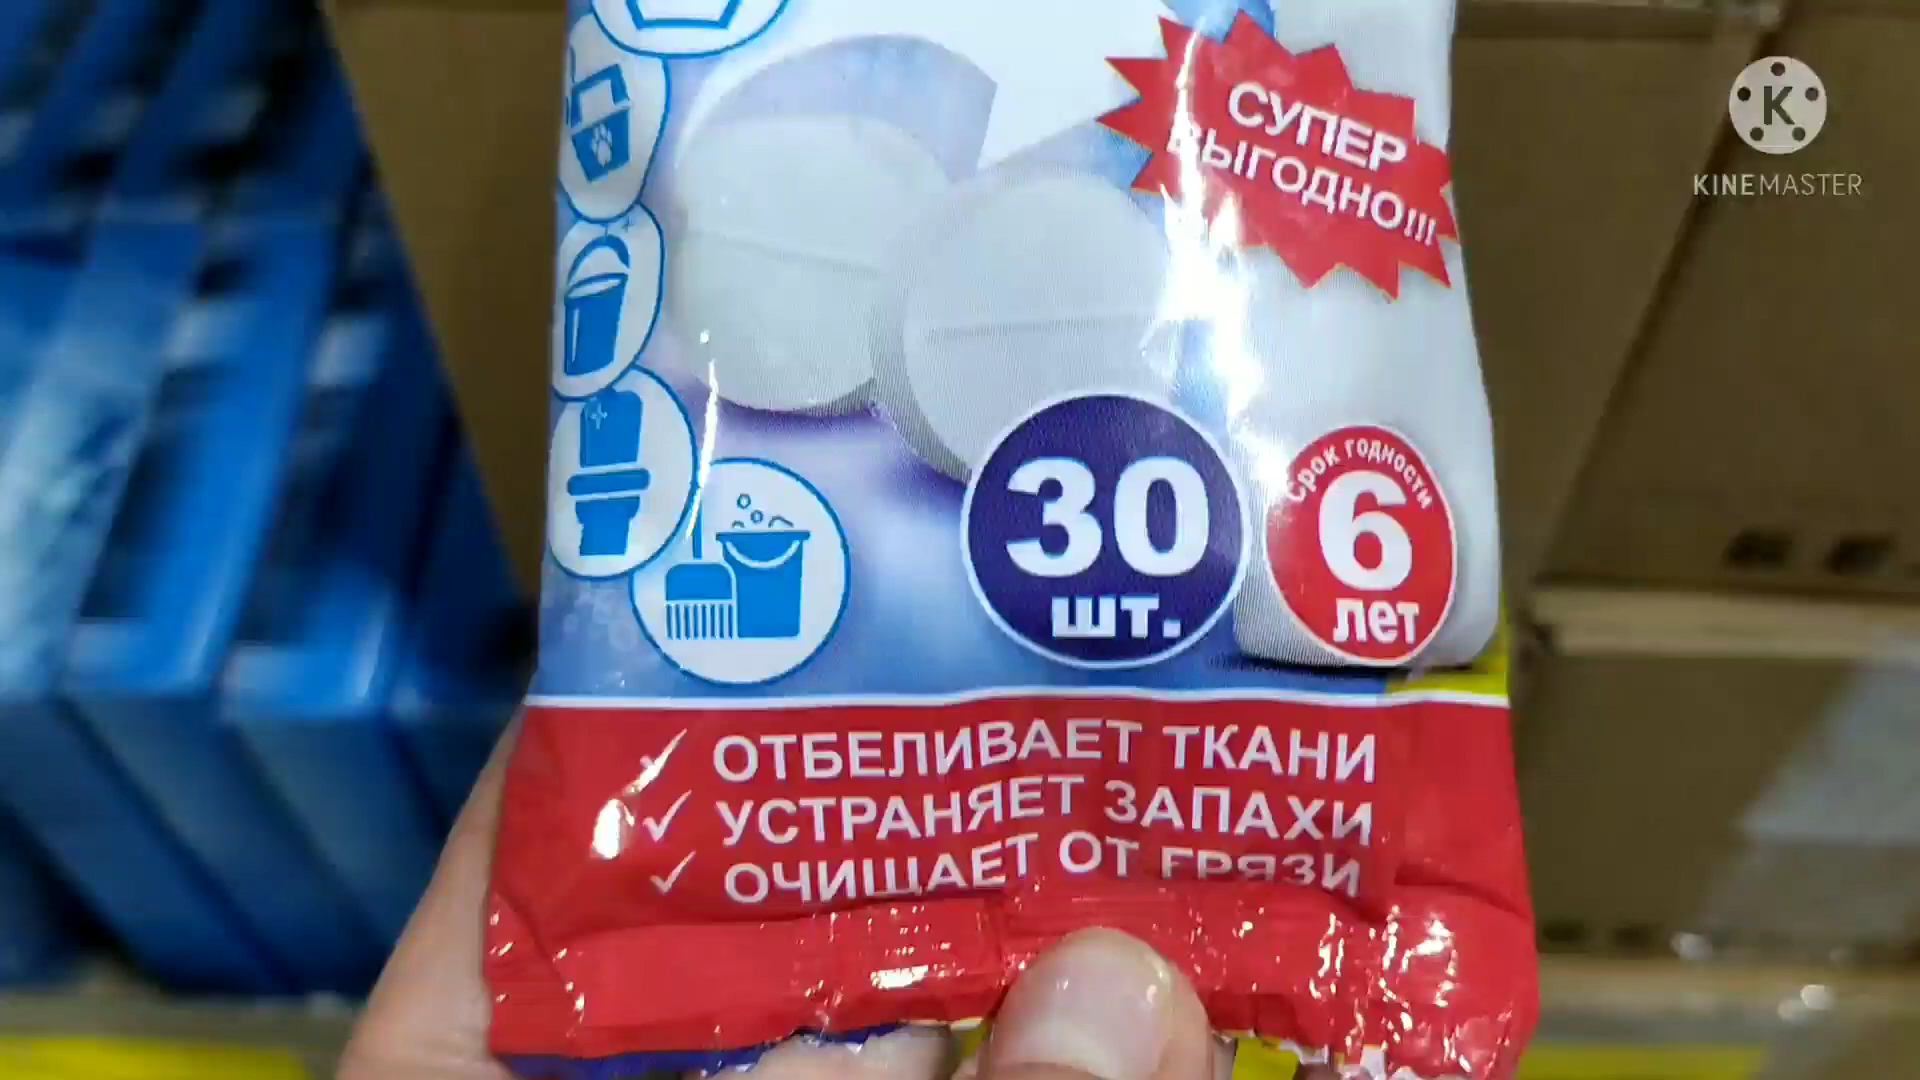 СУПЕР
ВЫГОДНО!!!
K
KINEMASTER
30
шт.
Срок годности
6
лет
ОТБЕЛИВАЕТ ТКАНИ
УСТРАНЯЕТ ЗАПАХИ
ОЧИЩАЕТ ОТ ГРЯЗИ